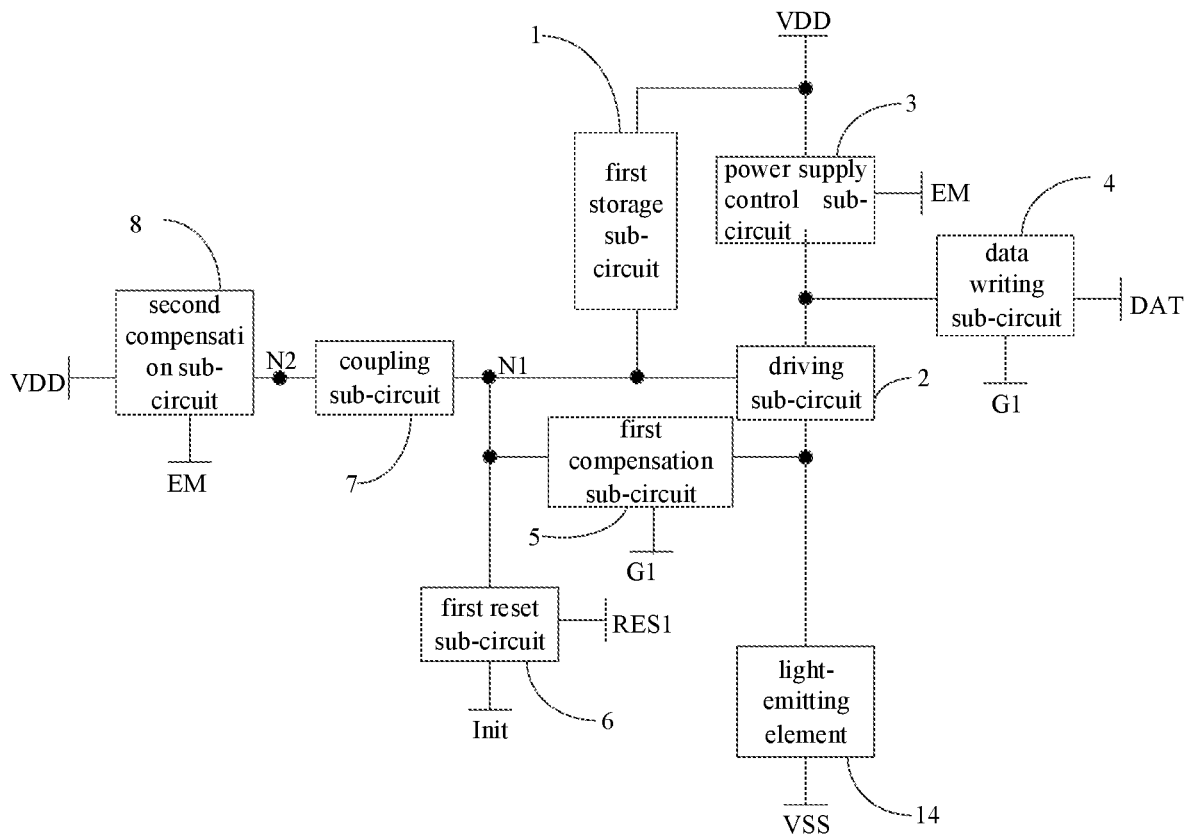 VDD
1
3
first
storage
sub-
circuit
power supply
control sub-
circuit
EM
4
data
writing
sub-circuit
DAT
G1
8
second
compensati
on sub-
circuit
VDD
EM
N2
coupling
sub-circuit
7
N1
driving
sub-circuit
2
first
compensation
sub-circuit
5
G1
first reset
sub-circuit
RES1
6
Init
light-
emitting
element
14
VSS